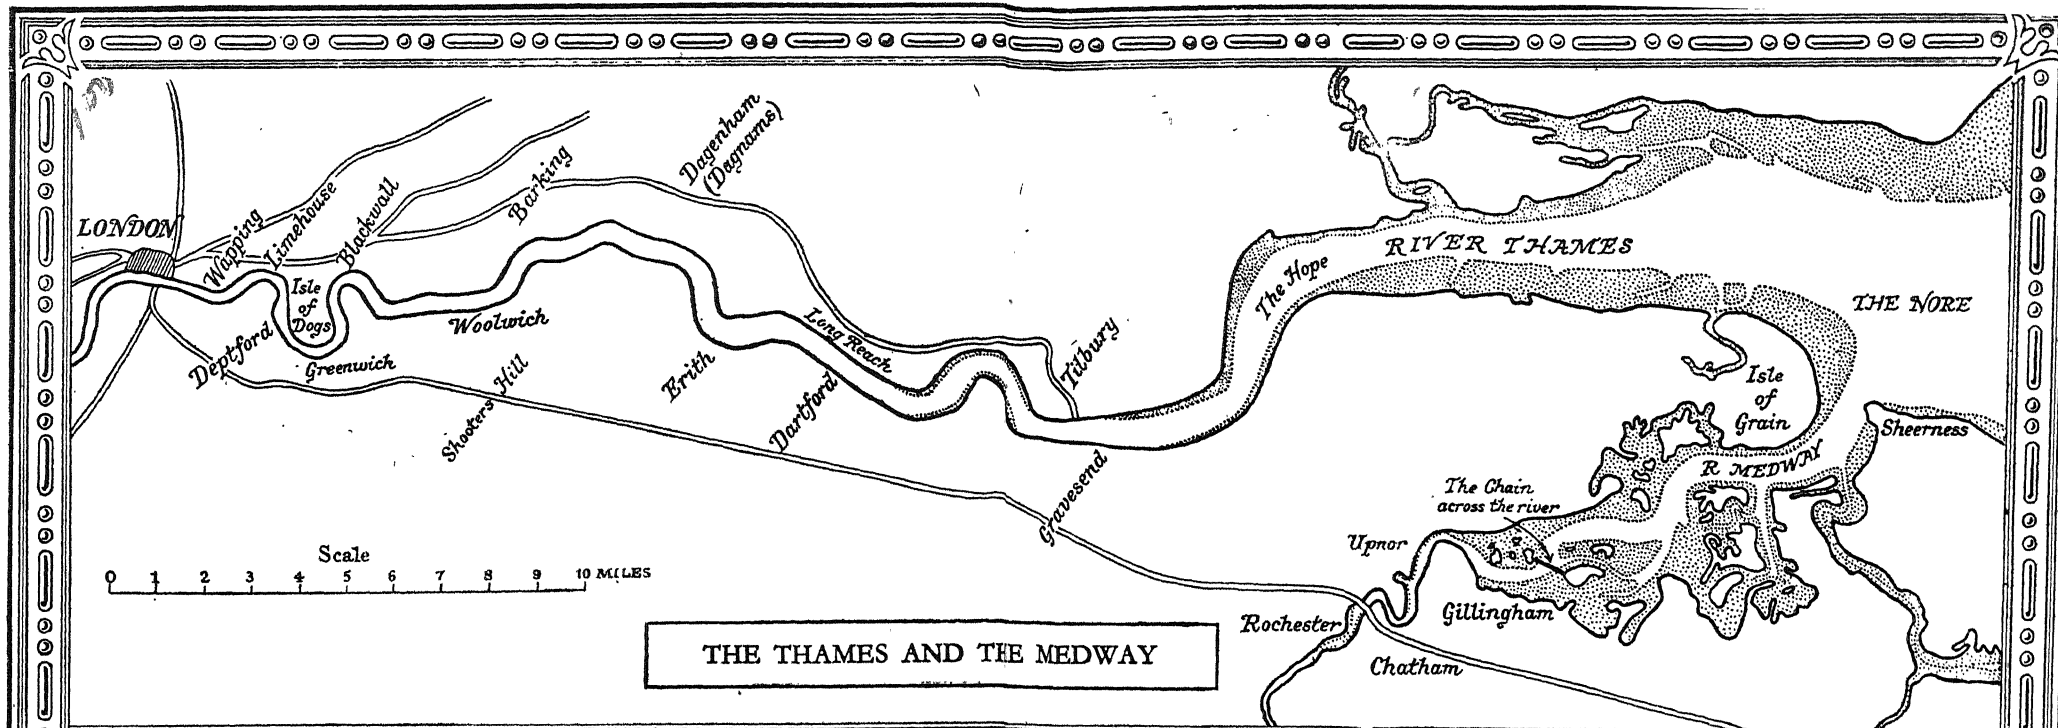 LONDON
Wapping
Limehouse
Blackwall
Barking
Dagenham
(Dagnams)
Isle
of
Dogs
Deptford
Greenwich
Woolwich
Shooters Hill
Erith
Long Reach
Dartford
Tilbury
Gravesend
The Hope
RIVER THAMES
THE NORE
Isle
of
Grain
Sheerness
R MEDWAY
The Chain
across the river
Upnor
Gillingham
Rochester
Chatham
Scale
0 1 2 3 4 5 6 7 8 9 10 MILES
THE THAMES AND THE MEDWAY